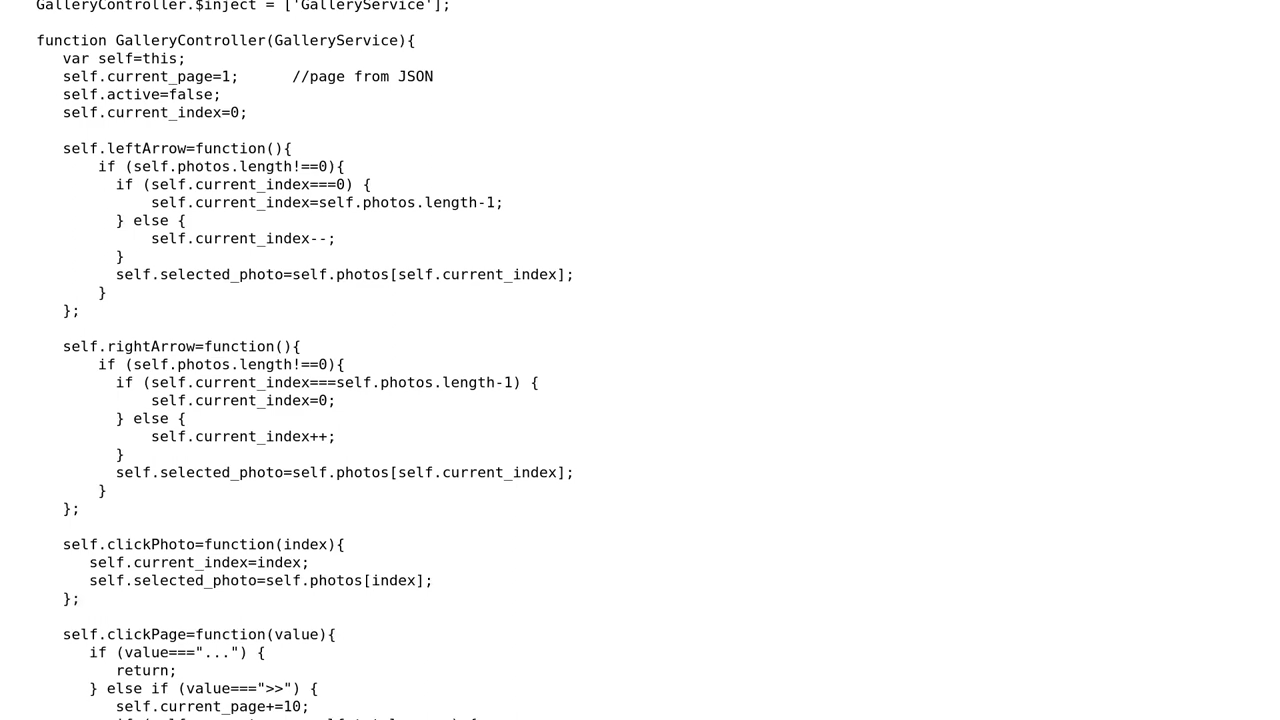 GalleryController.$inject = ['GalleryService'];
function GalleryController(GalleryService){
var self=this;
self.current_page=1;      //page from JSON
self.active=false;
self.current_index=0;
self.leftArrow=function(){
if (self.photos.length!==0){
if (self.current_index===0) {
self.current_index=self.photos.length-1;
} else {
self.current_index--;
}
self.selected_photo=self.photos[self.current_index];
}
};
self.rightArrow=function(){
if (self.photos.length!==0){
if (self.current_index===self.photos.length-1) {
self.current_index=0;
} else {
self.current_index++;
}
self.selected_photo=self.photos[self.current_index];
}
};
self.clickPhoto=function(index){
self.current_index=index;
self.selected_photo=self.photos[index];
};
self.clickPage=function(value){
if (value==="...") {
return;
} else if (value===">>") {
self.current_page+=10;